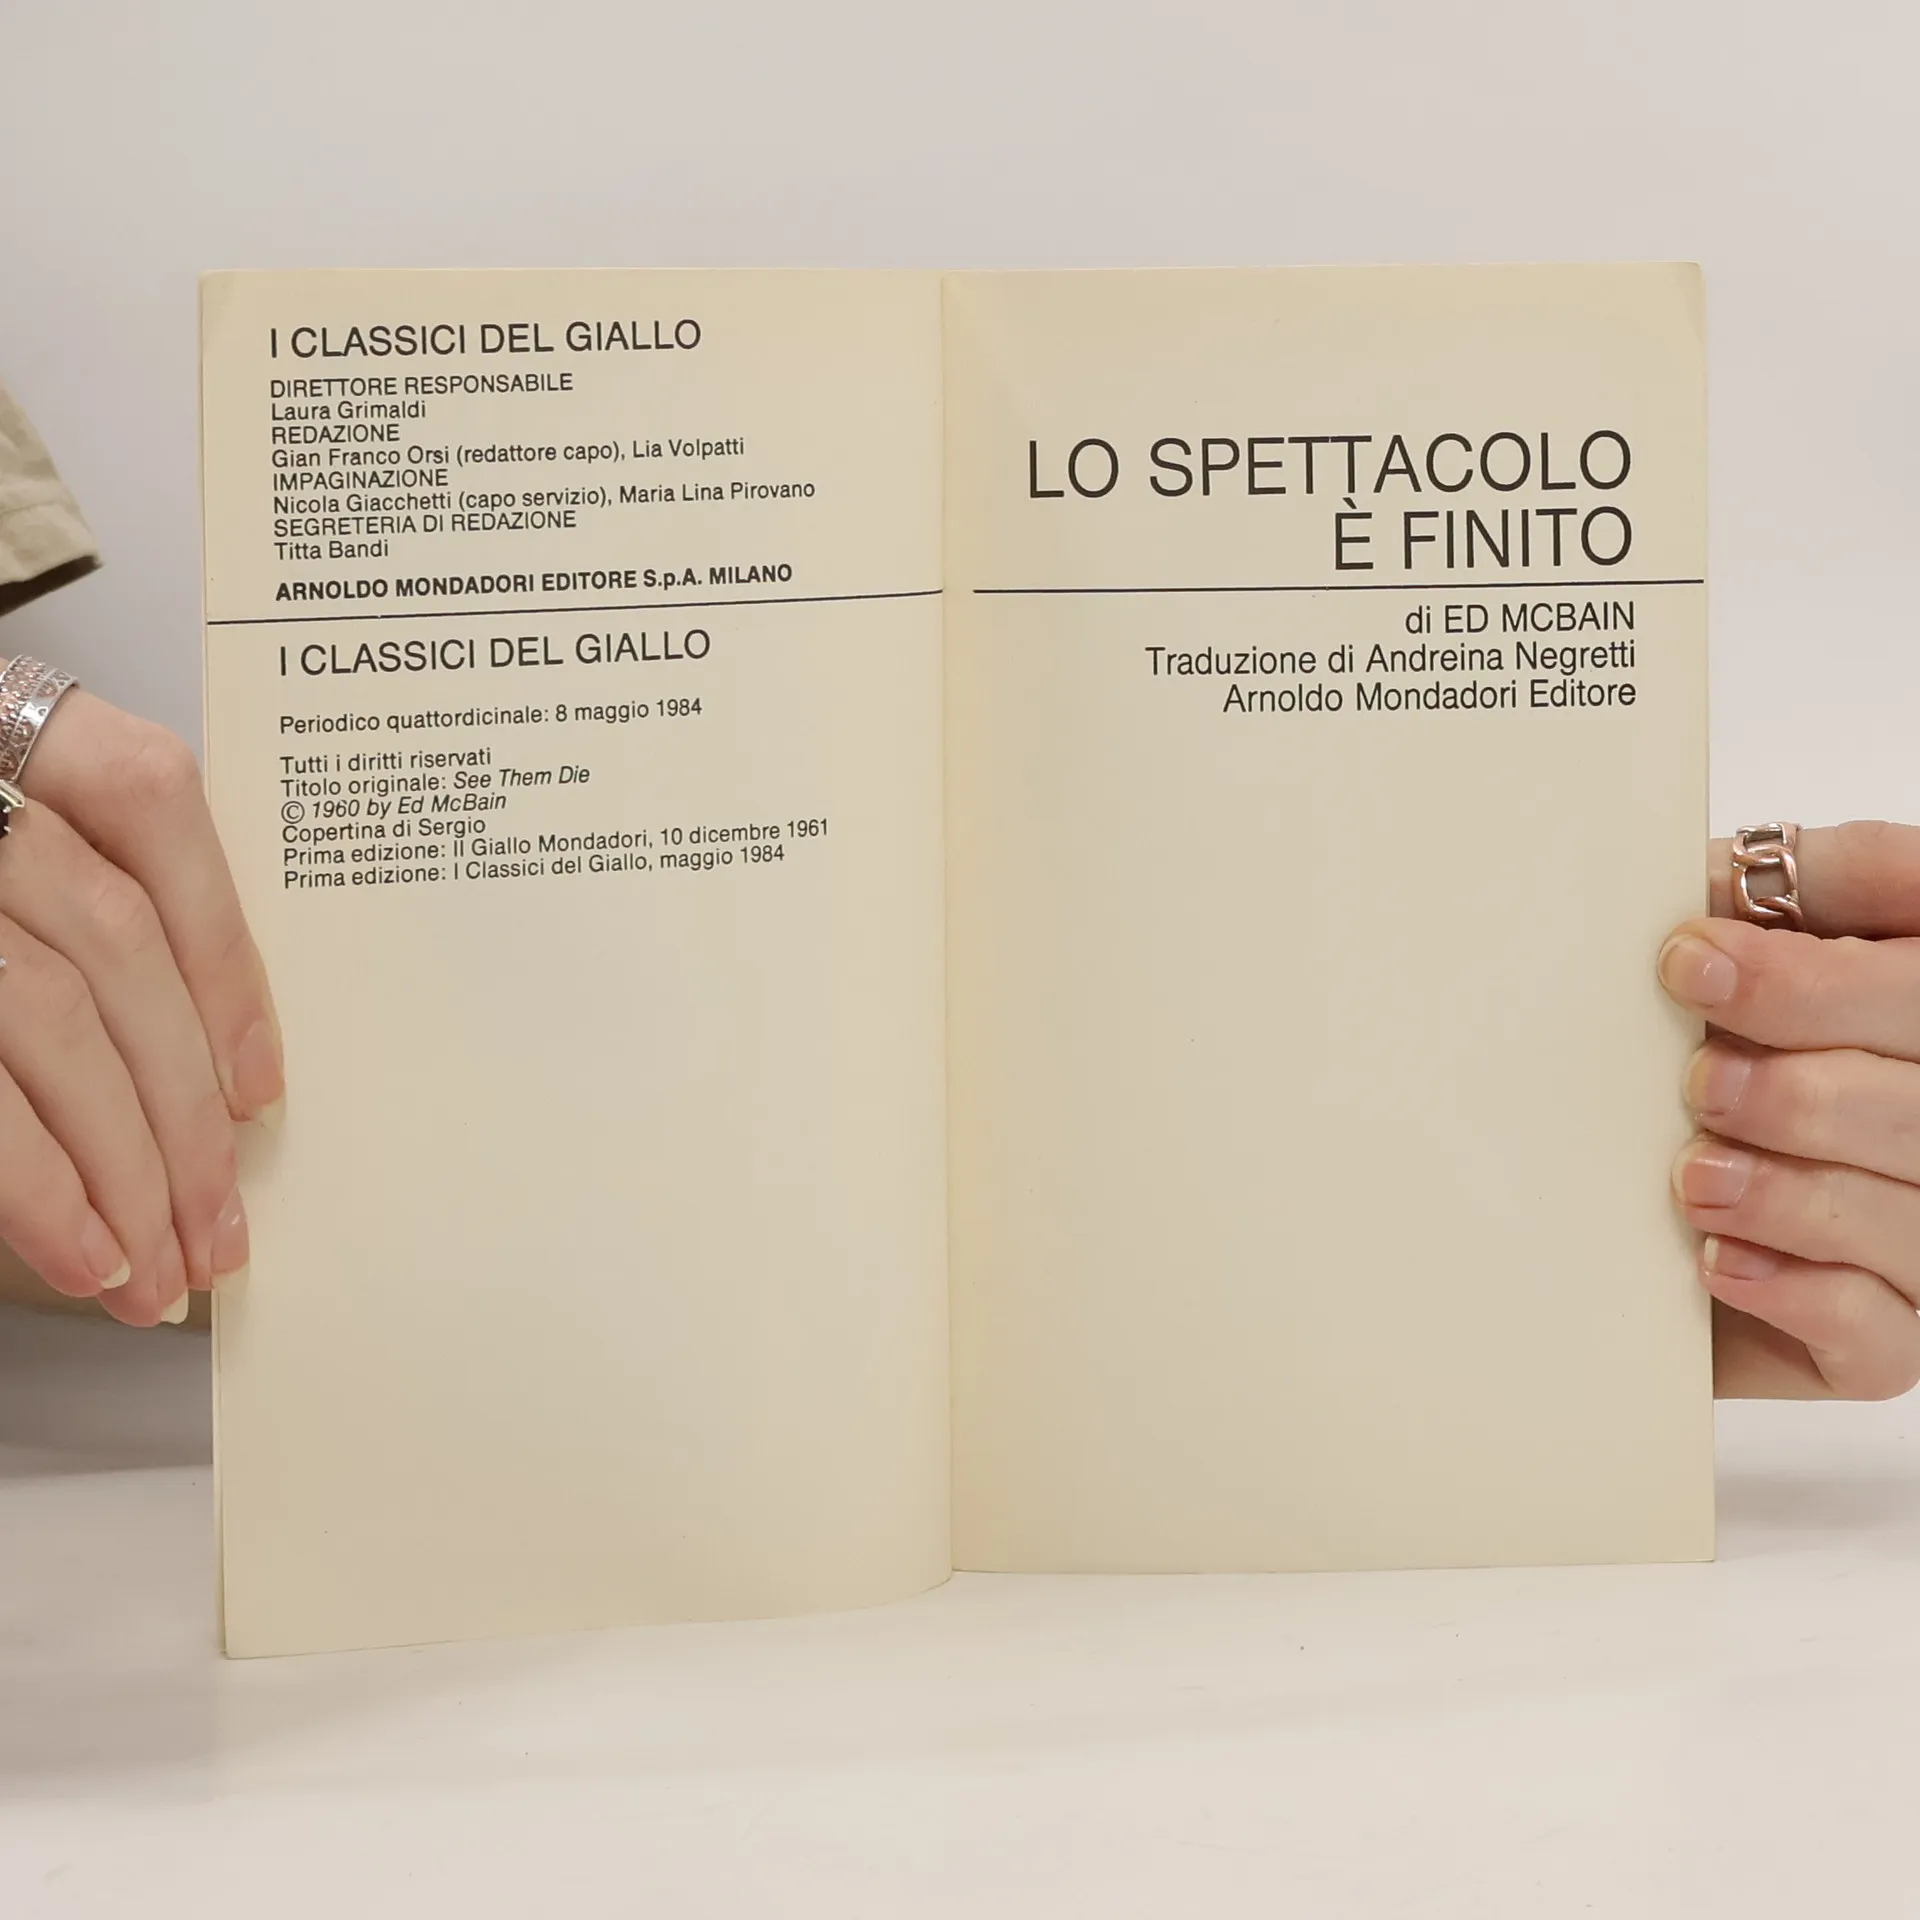 I CLASSICI DEL GIALLO
DIRETTORE RESPONSABILE
Laura Grimaldi
REDAZIONE
Gian Franco Orsi (redattore capo), Lia Volpatti
IMPAGINAZIONE
Nicola Giacchetti (capo servizio), Maria Lina Pirovano
SEGRETERIA DI REDAZIONE
Titta Bandi
ARNOLDO MONDADORI EDITORE S.p.A. MILANO
I CLASSICI DEL GIALLO
Periodico quattordicinale: 8 maggio 1984
Tutti i diritti riservati
Titolo originale: See Them Die
© 1960 by Ed McBain
Copertina di Sergio
Prima edizione: Il Giallo Mondadori, 10 dicembre 1961
Prima edizione: I Classici del Giallo, maggio 1984
LO SPETTACOLO
È FINITO
di ED MCBAIN
Traduzione di Andreina Negretti
Arnoldo Mondadori Editore